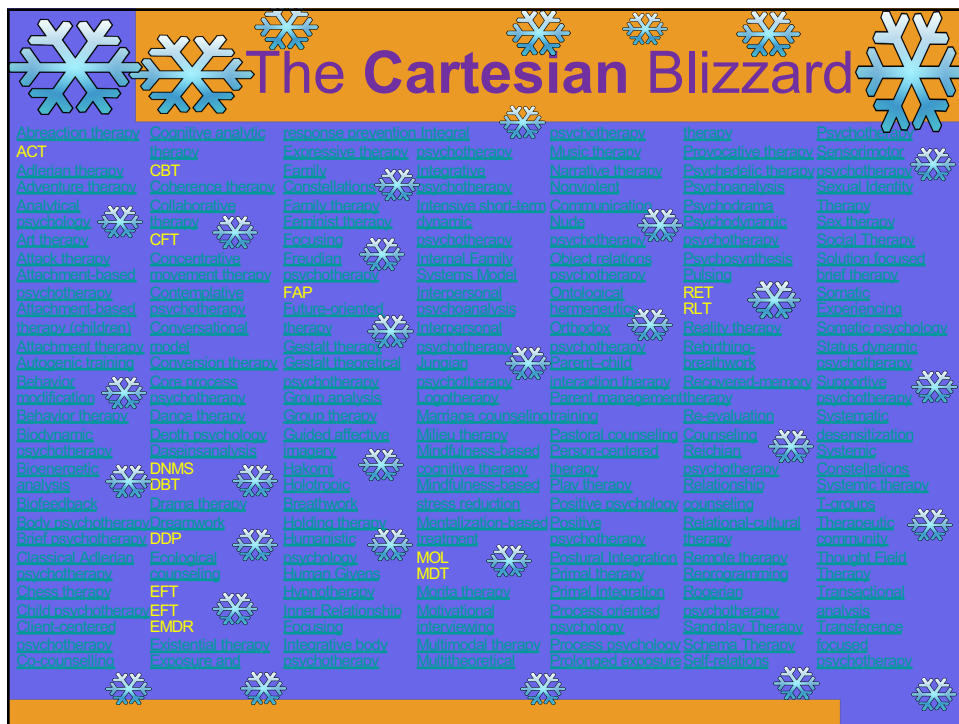 The Cartesian Blizzard
Abreaction therapy
ACT
Adlerian therapy
Adventure therapy
Analytical
psychology
Art therapy
Attack therapy
Attachment-based
psychotherapy
Attachment-based
therapy (children)
Attachment therapy
Autogenic training
Behavior
modification
Behavior therapy
Biodynamic
psychotherapy
Bioenergetic
analysis
Biofeedback
Body psychotherapy
Brief psychotherapy
Classical Adlerian
psychotherapy
Chess therapy
Child psychotherapy
Client-centered
psychotherapy
Co-counselling
Cognitive analytic
therapy
CBT
Coherence therapy
Collaborative
therapy
CFT
Concentrative
movement therapy
Contemplative
psychotherapy
Conversational
model
Conversion therapy
Core process
psychotherapy
Dance therapy
Depth psychology
Daseinsanalysis
DNMS
DBT
Drama therapy
Dreamwork
DDP
Ecological
counseling
EFT
EFT
EMDR
Existential therapy
Exposure and
response prevention
Expressive therapy
Family
Constellations
Family therapy
Feminist therapy
Focusing
Freudian
psychotherapy
FAP
therapy
Gestalt therapy
Gestalt theoretical
psychotherapy
Group analysis
Group therapy
Guided affective
imagery
Hakomi
Holotropic
Breathwork
Holding therapy
Humanistic
psychology
Human Givens
Hypnotherapy
Inner Relationship
Focusing
Integrative body
psychotherapy
Integral
psychotherapy
Integrative
psychotherapy
Intensive short-term
dynamic
psychotherapy
Internal Family
Systems Model
Interpersonal
psychoanalysis
Interpersonal
psychotherapy
Jungian
psychotherapy
Logotherapy
Marriage counseling
Milieu therapy
Mindfulness-based
cognitive therapy
Mindfulness-based
stress reduction
Mentalization-based
treatment
MOL
MDT
Morita therapy
Motivational
interviewing
Multimodal therapy
Multitheoretical
psychotherapy
Music therapy
Narrative therapy
Nonviolent
Communication
Nude
psychotherapy
Object relations
psychotherapy
Ontological
hermeneutics
Orthodox
psychotherapy
Parent–child
interaction therapy
Parent management
training
Pastoral counseling
Person-centered
therapy
Play therapy
Positive psychology
Positive
psychotherapy
Postural Integration
Primal therapy
Primal Integration
Process oriented
psychology
Process psychology
Prolonged exposure
therapy
Provocative therapy
Psychedelic therapy
Psychoanalysis
Psychodrama
Psychodynamic
psychotherapy
Psychosynthesis
Pulsing
RET
RLT
Reality therapy
Rebirthing-
breathwork
Recovered-memory
therapy
Re-evaluation
Counseling
Reichian
psychotherapy
Relationship
counseling
Relational-cultural
therapy
Remote therapy
Reprogramming
Rogerian
psychotherapy
Sandplay Therapy
Schema Therapy
Self-relations
Psychotherapy
Sensorimotor
psychotherapy
Sexual Identity
Therapy
Sex therapy
Social Therapy
Solution focused
brief therapy
Somatic
Experiencing
Somatic psychology
Status dynamic
psychotherapy
Supportive
psychotherapy
Systematic
desensitization
Systemic
Constellations
Systemic therapy
T-groups
Therapeutic
community
Thought Field
Therapy
Transactional
analysis
Transference
focused
psychotherapy